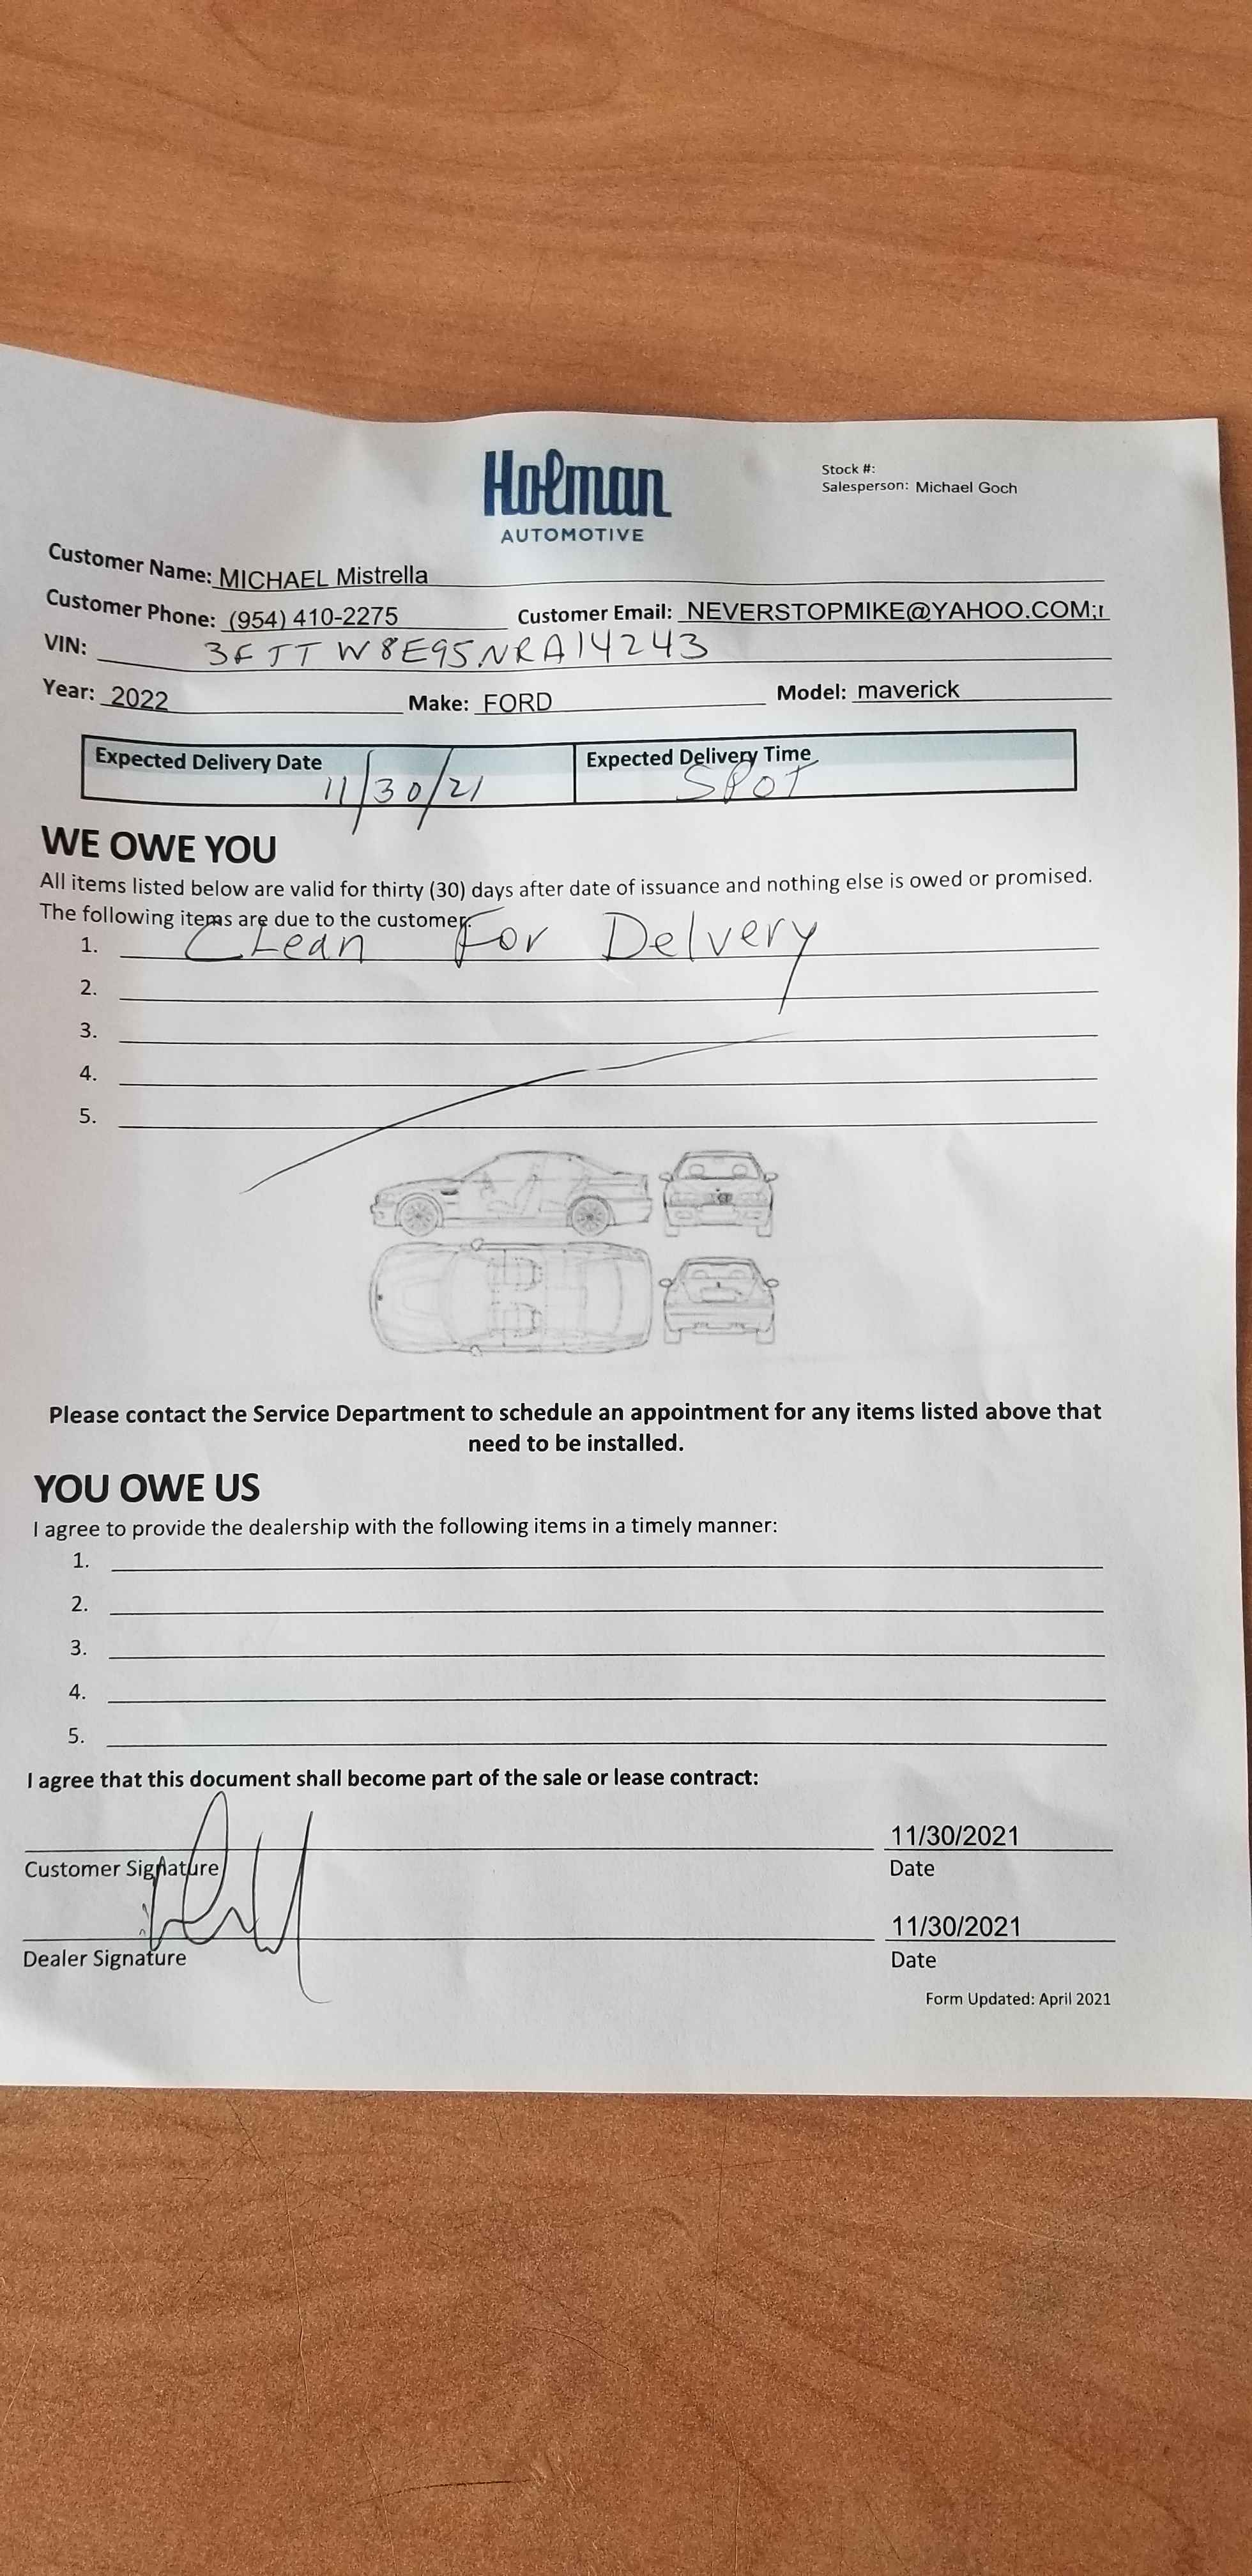 Holman
AUTOMOTIVE
Stock #:
Salesperson: Michael Goch
Customer Name: MICHAEL Mistrella
Customer Phone: (954) 410-2275 Customer Email: NEVERSTOPMIKE@YAHOO.COM;r
VIN: 3FTTW8E95NRA14243
Year: 2022 Make: FORD Model: maverick
Expected Delivery Date Expected Delivery Time
11/30/21 SPOT
WE OWE YOU
All items listed below are valid for thirty (30) days after date of issuance and nothing else is owed or promised.
The following items are due to the customer.
1. CLean For Delvery
2.
3.
4.
5.
Please contact the Service Department to schedule an appointment for any items listed above that
need to be installed.
YOU OWE US
I agree to provide the dealership with the following items in a timely manner:
1.
2.
3.
4.
5.
I agree that this document shall become part of the sale or lease contract:
11/30/2021
Customer Signature Date
11/30/2021
Dealer Signature Date
Form Updated: April 2021